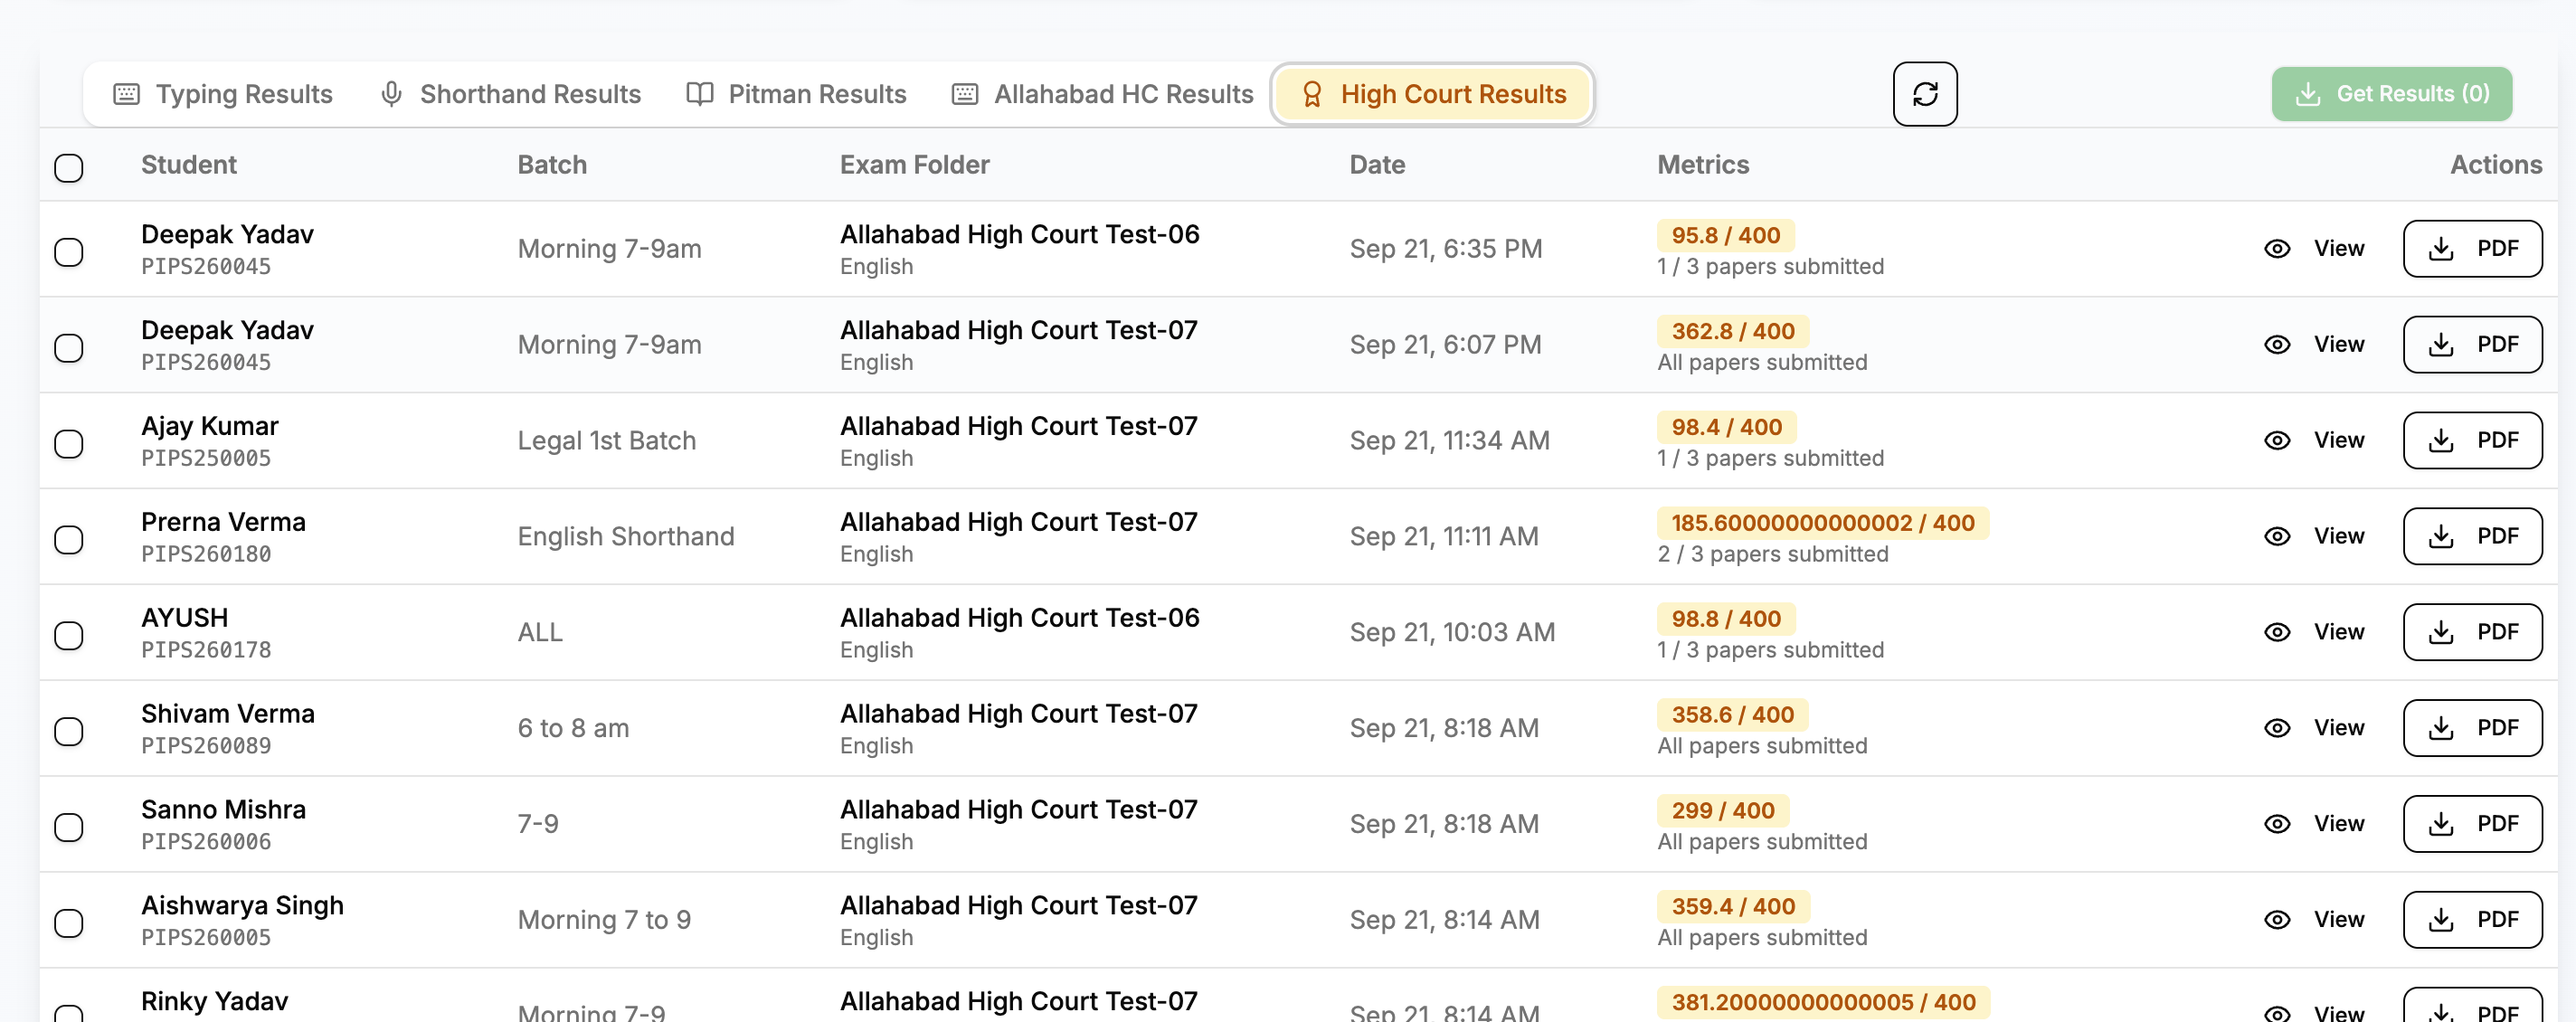 Typing Results Shorthand Results Pitman Results Allahabad HC Results High Court Results Get Results (0)
Student Batch Exam Folder Date Metrics Actions
Deepak Yadav Allahabad High Court Test-06 95.8 / 400
Morning 7-9am Sep 21, 6:35 PM View PDF
PIPS260045 English 1 / 3 papers submitted
Deepak Yadav Allahabad High Court Test-07 362.8 / 400
Morning 7-9am Sep 21, 6:07 PM View PDF
PIPS260045 English All papers submitted
Ajay Kumar Allahabad High Court Test-07 98.4 / 400
Legal 1st Batch Sep 21, 11:34 AM View PDF
PIPS250005 English 1 / 3 papers submitted
Prerna Verma Allahabad High Court Test-07 185.60000000000002 / 400
English Shorthand Sep 21, 11:11 AM View PDF
PIPS260180 English 2 / 3 papers submitted
AYUSH Allahabad High Court Test-06 98.8 / 400
ALL Sep 21, 10:03 AM View PDF
PIPS260178 English 1 / 3 papers submitted
Shivam Verma Allahabad High Court Test-07 358.6 / 400
6 to 8 am Sep 21, 8:18 AM View PDF
PIPS260089 English All papers submitted
Sanno Mishra Allahabad High Court Test-07 299 / 400
7-9 Sep 21, 8:18 AM View PDF
PIPS260006 English All papers submitted
Aishwarya Singh Allahabad High Court Test-07 359.4 / 400
Morning 7 to 9 Sep 21, 8:14 AM View PDF
PIPS260005 English All papers submitted
Rinky Yadav Allahabad High Court Test-07 381.20000000000005 / 400
Morning 7-9 Sep 21, 8:14 AM View PDF